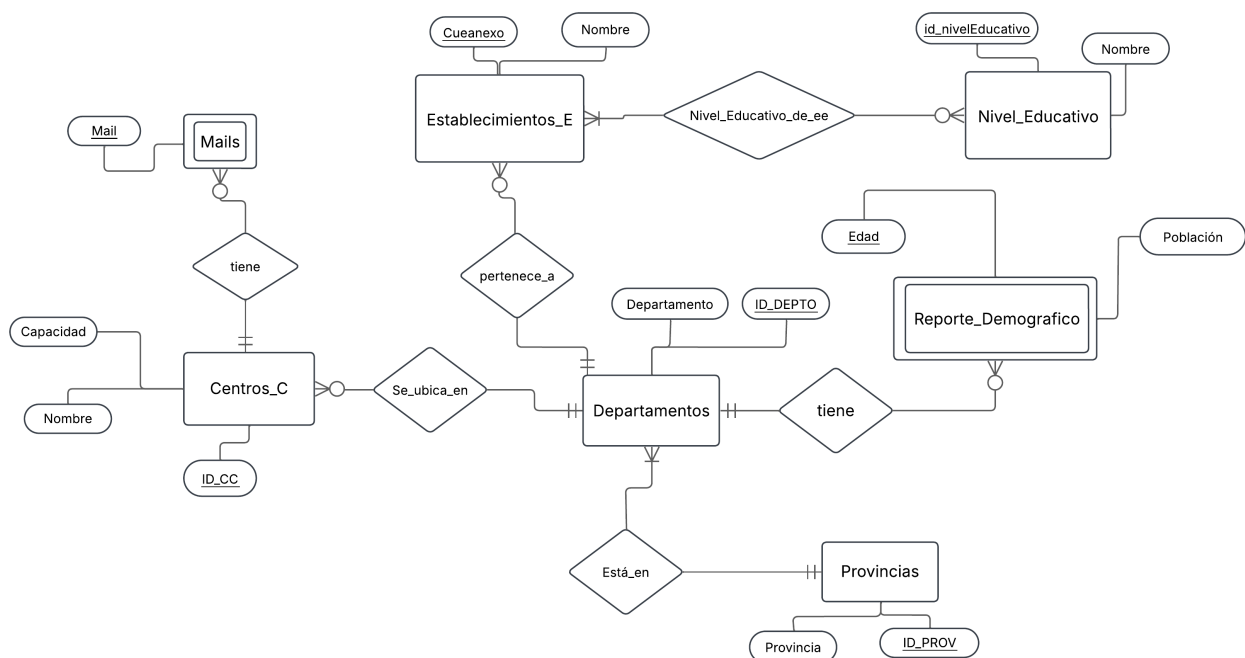 Cueanexo
Nombre
id_nivelEducativo
Nombre
Establecimientos_E
Nivel_Educativo_de_ee
Nivel_Educativo
Mail
Mails
Edad
Población
tiene
pertenece_a
Departamento
ID_DEPTO
Reporte_Demografico
Capacidad
Centros_C
Se_ubica_en
Departamentos
tiene
Nombre
ID_CC
Está_en
Provincias
Provincia
ID_PROV